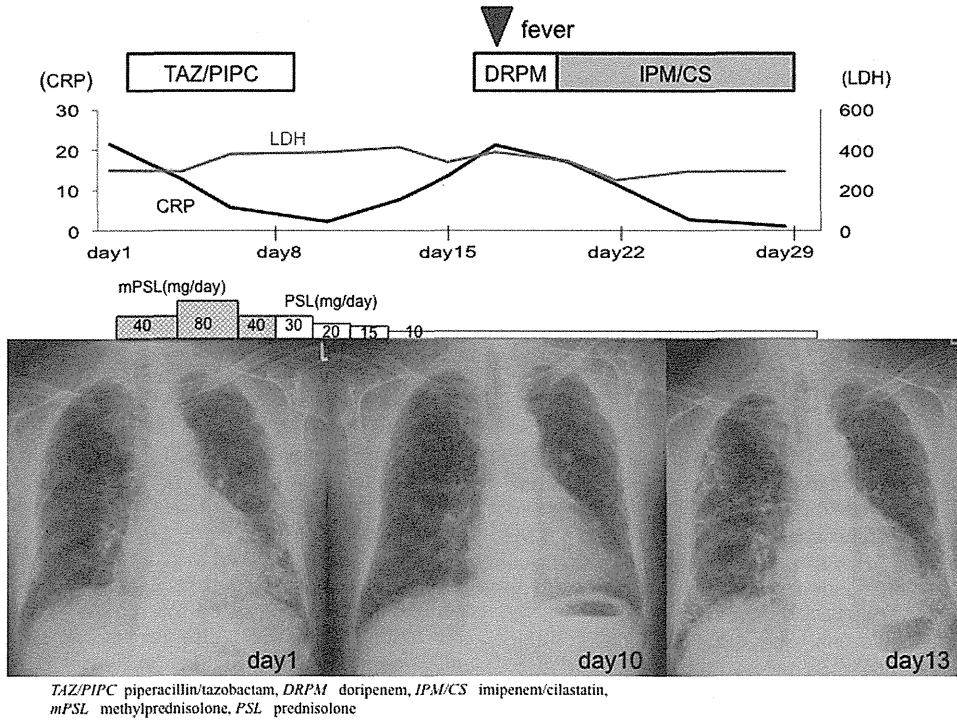 fever
(CRP) TAZ/PIPC DRPM IPM/CS (LDH)
30 600
20 LDH 400
10 CRP 200
0 0
day1 day8 day15 day22 day29
mPSL(mg/day) PSL(mg/day)
40 80 40 30 20 15 10
L
day1 day10 day13
TAZ/PIPC piperacillin/tazobactam, DRPM doripenem, IPM/CS imipenem/cilastatin,
mPSL methylprednisolone, PSL prednisolone